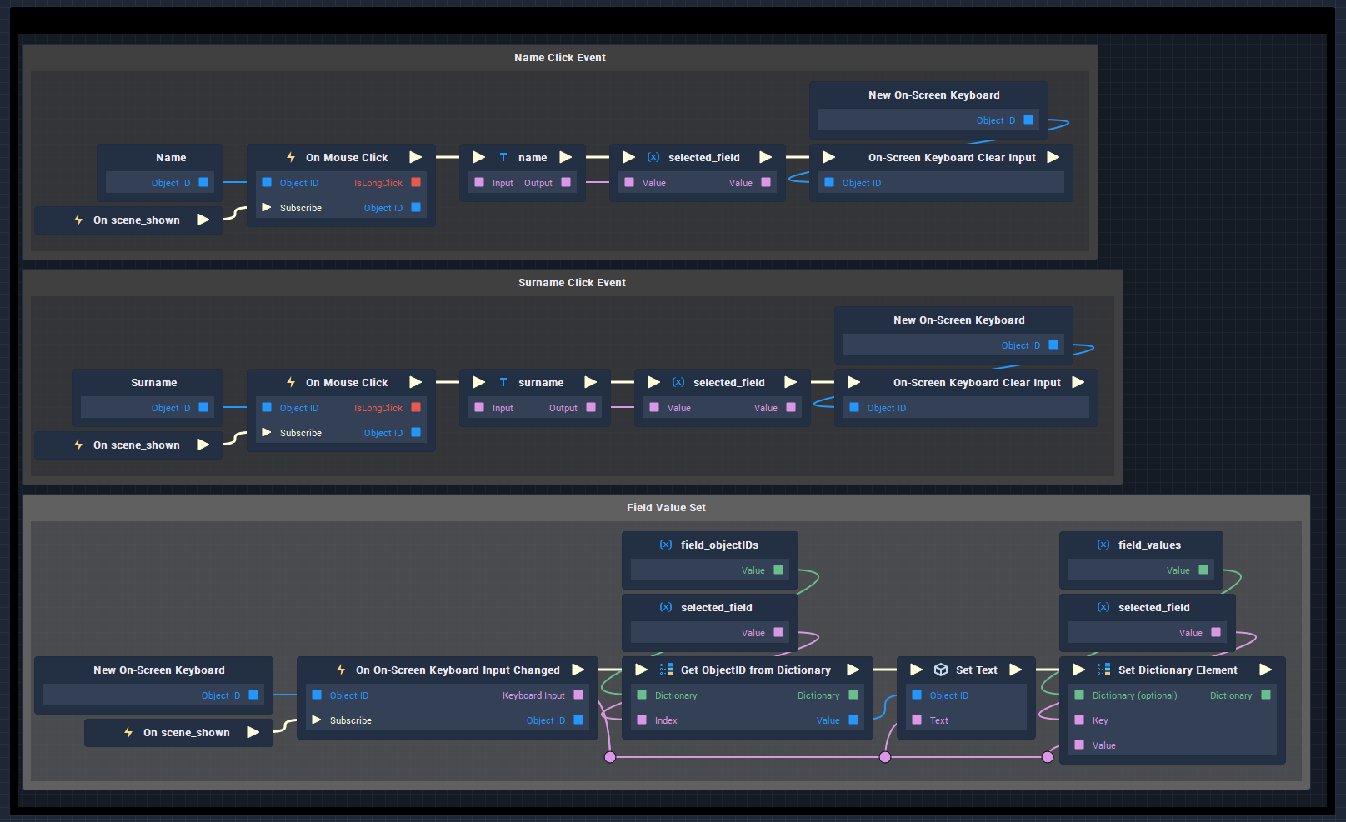 Name Click Event
New On-Screen Keyboard
Object ID
Name
Object ID
On scene_shown
On Mouse Click
Object ID IsLongClick
Subscribe Object ID
name
Input Output
selected_field
Value Value
On-Screen Keyboard Clear Input
Object ID
Surname Click Event
New On-Screen Keyboard
Object ID
Surname
Object ID
On scene_shown
On Mouse Click
Object ID IsLongClick
Subscribe Object ID
surname
Input Output
selected_field
Value Value
On-Screen Keyboard Clear Input
Object ID
Field Value Set
field_objectIDs
Value
selected_field
Value
field_values
Value
selected_field
Value
New On-Screen Keyboard
Object ID
On scene_shown
On On-Screen Keyboard Input Changed
Object ID Keyboard Input
Subscribe Object ID
Get ObjectID from Dictionary
Dictionary Dictionary
Index Value
Set Text
Object ID
Text
Set Dictionary Element
Dictionary (optional) Dictionary
Key
Value